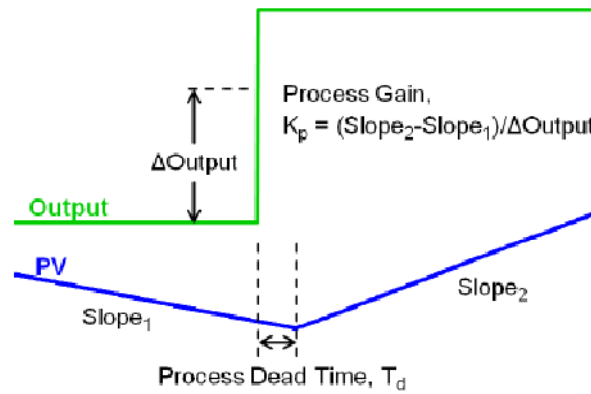 Process Gain,
Kp = (Slope2-Slope1)/ΔOutput
ΔOutput
Output
PV
Slope1
Slope2
Process Dead Time, Td